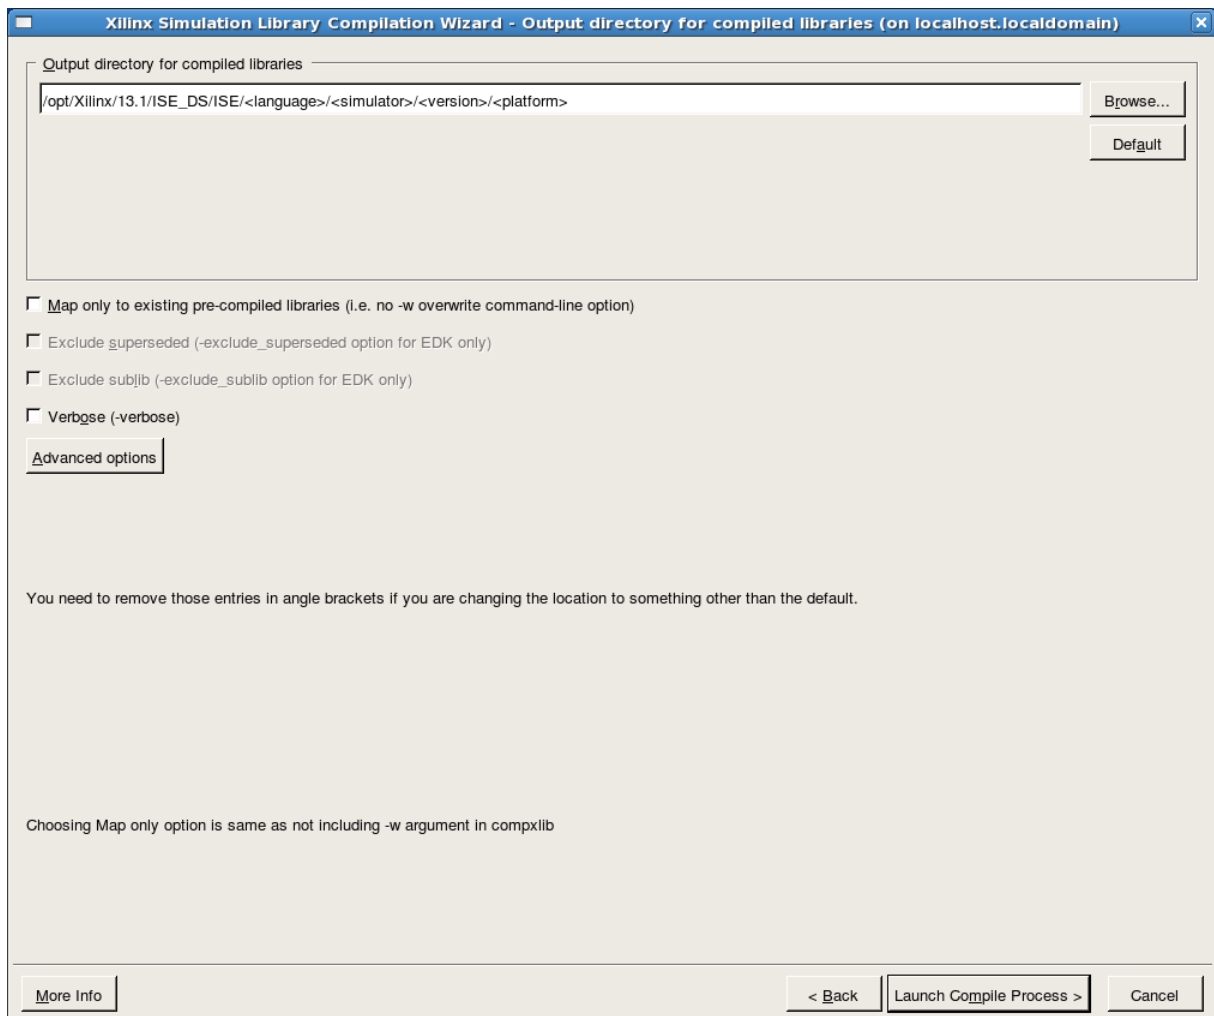 Xilinx Simulation Library Compilation Wizard - Output directory for compiled libraries (on localhost.localdomain)
Output directory for compiled libraries
/opt/Xilinx/13.1/ISE_DS/ISE/<language>/<simulator>/<version>/<platform>
Browse...
Default
Map only to existing pre-compiled libraries (i.e. no -w overwrite command-line option)
Exclude superseded (-exclude_superseded option for EDK only)
Exclude sublib (-exclude_sublib option for EDK only)
Verbose (-verbose)
Advanced options
You need to remove those entries in angle brackets if you are changing the location to something other than the default.
Choosing Map only option is same as not including -w argument in compxlib
More Info
< Back
Launch Compile Process >
Cancel